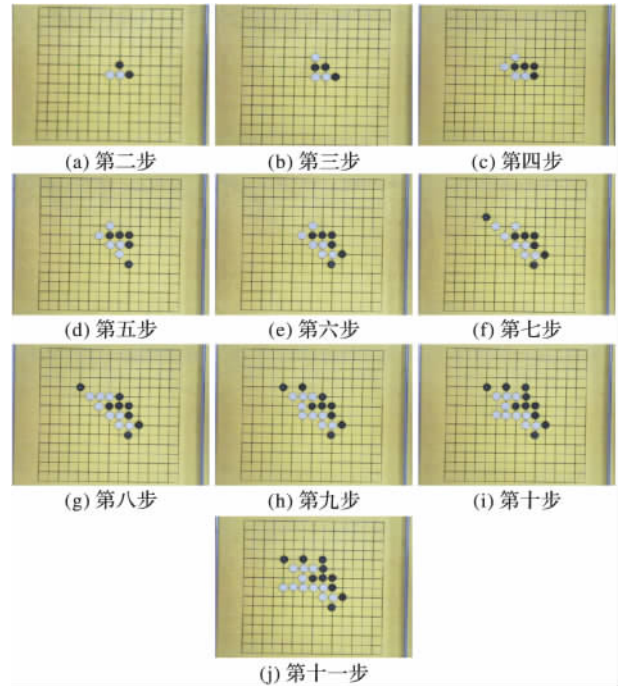 (a) 第二步
(b) 第三步
(c) 第四步
(d) 第五步
(e) 第六步
(f) 第七步
(g) 第八步
(h) 第九步
(i) 第十步
(j) 第十一步